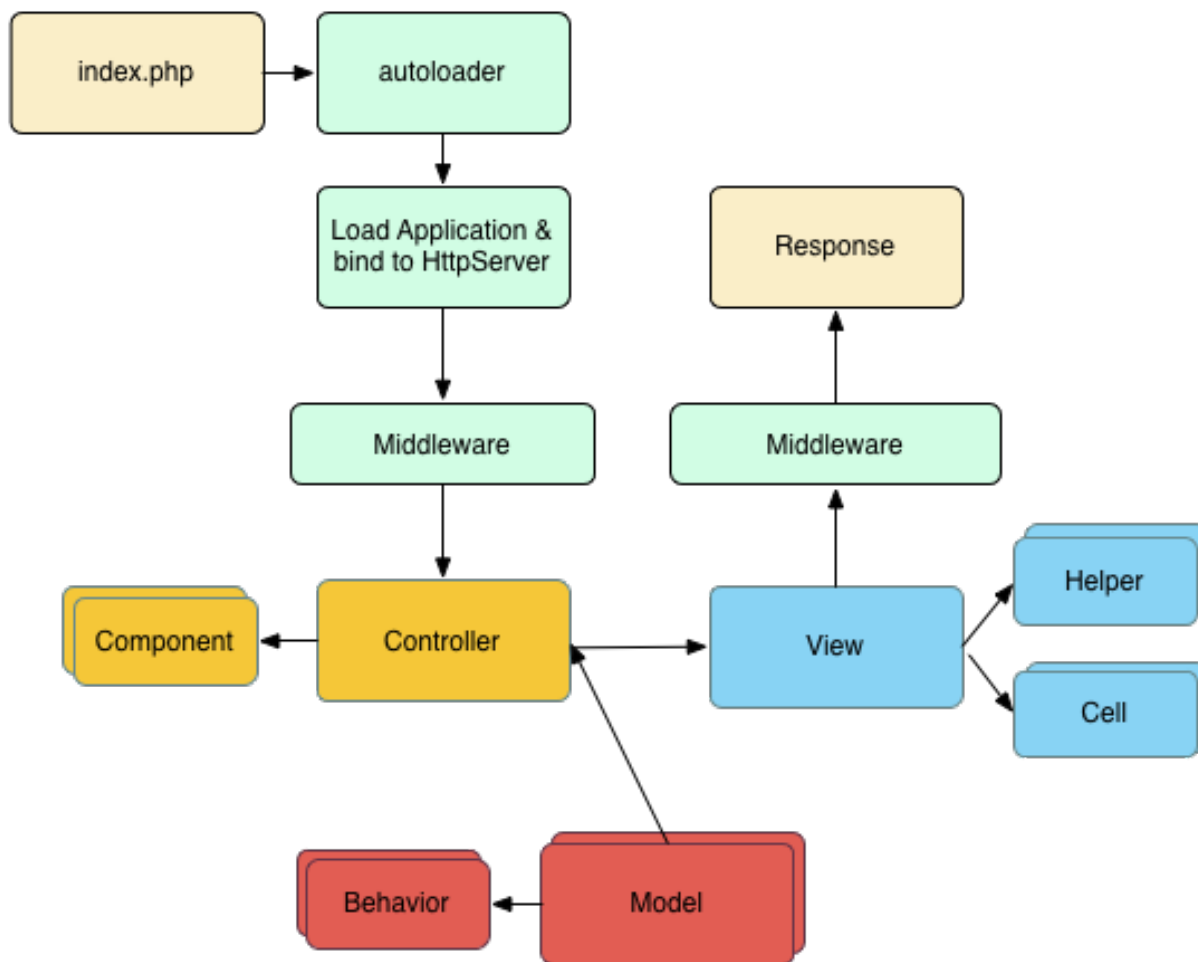 index.php
autoloader
Load Application &
bind to HttpServer
Response
Middleware
Middleware
Helper
Component
Controller
View
Cell
Behavior
Model